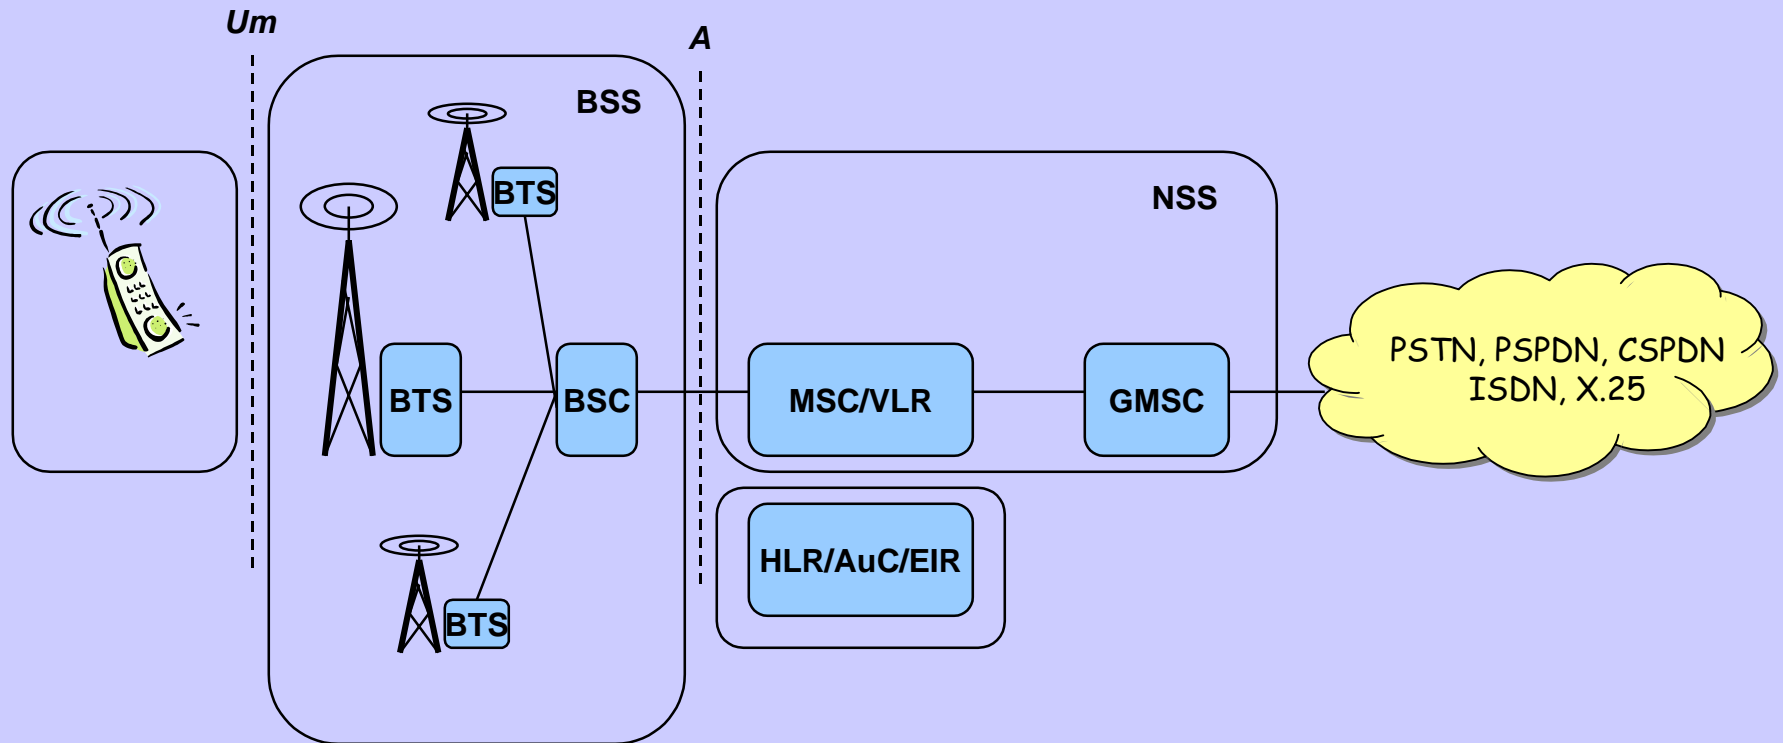 Um
A
BSS
BTS
NSS
BTS
BSC
MSC/VLR
GMSC
PSTN, PSPDN, CSPDN
ISDN, X.25
HLR/AuC/EIR
BTS